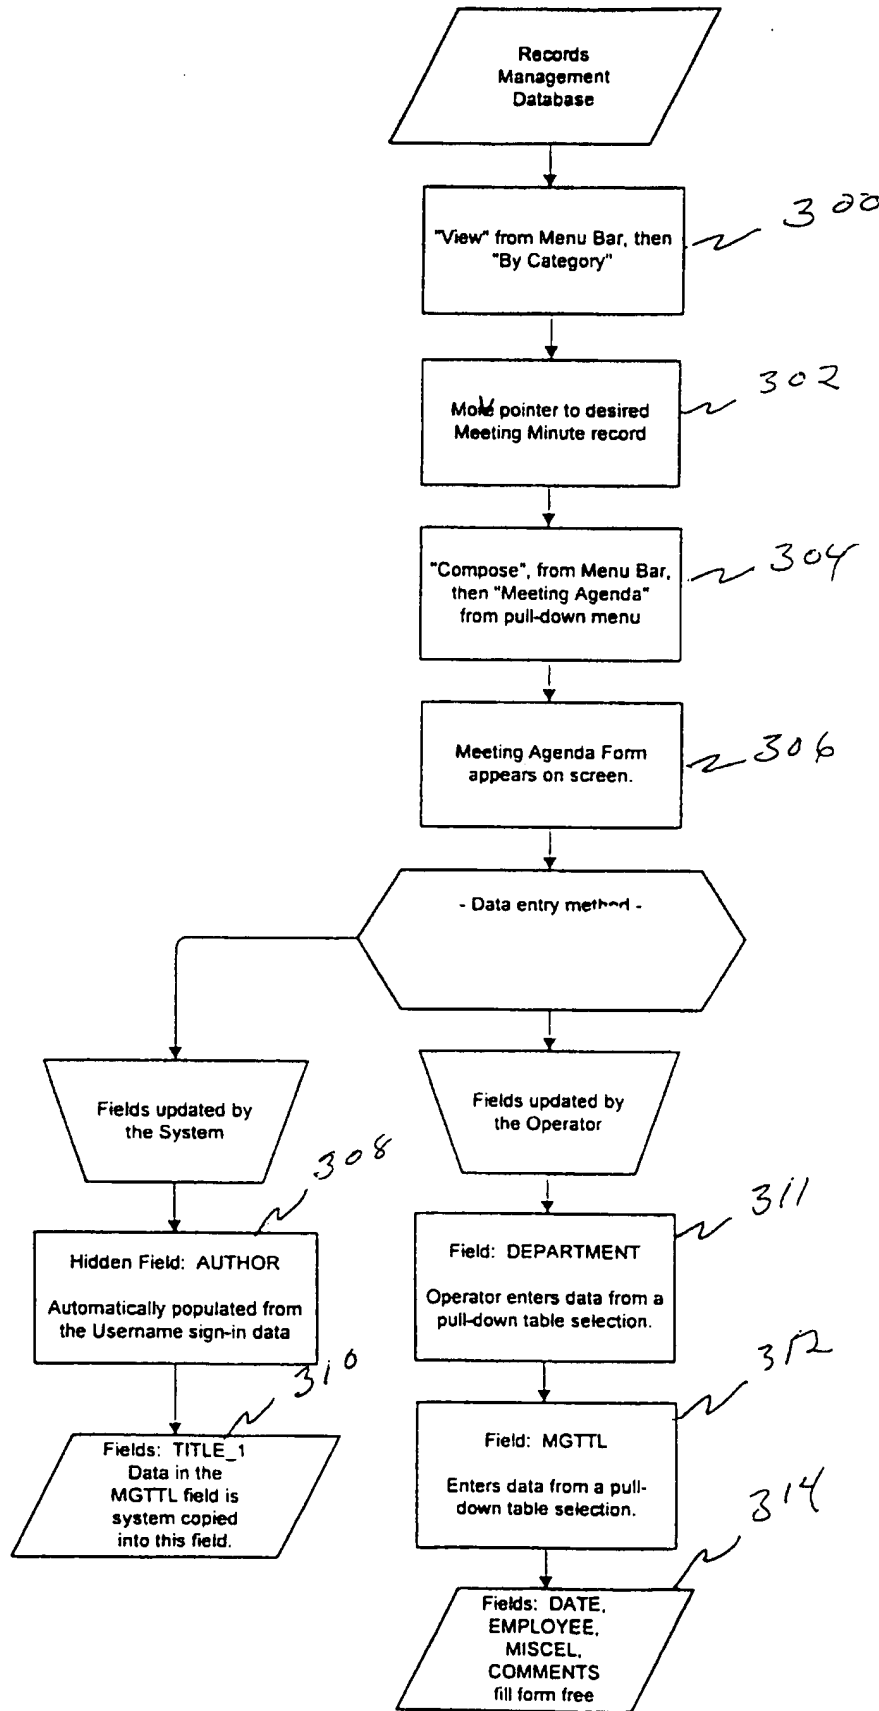 Records
Management
Database
"View" from Menu Bar, then
"By Category"
300
Move pointer to desired
Meeting Minute record
302
"Compose", from Menu Bar,
then "Meeting Agenda"
from pull-down menu
304
Meeting Agenda Form
appears on screen.
306
- Data entry method -
Fields updated by
the System
Fields updated by
the Operator
308
Hidden Field: AUTHOR
Automatically populated from
the Username sign-in data
311
Field: DEPARTMENT
Operator enters data from a
pull-down table selection.
310
Fields: TITLE_1
Data in the
MGTTL field is
system copied
into this field.
312
Field: MGTTL
Enters data from a pull-
down table selection.
314
Fields: DATE,
EMPLOYEE,
MISCEL,
COMMENTS
fill form free